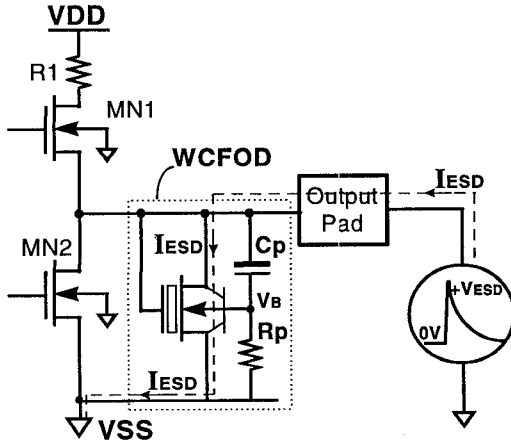 VDD
R1
MN1
WCFOD
IESD
Output
Pad
MN2
IESD
Cp
VB
Rp
+VESD
0V
IESD
VSS